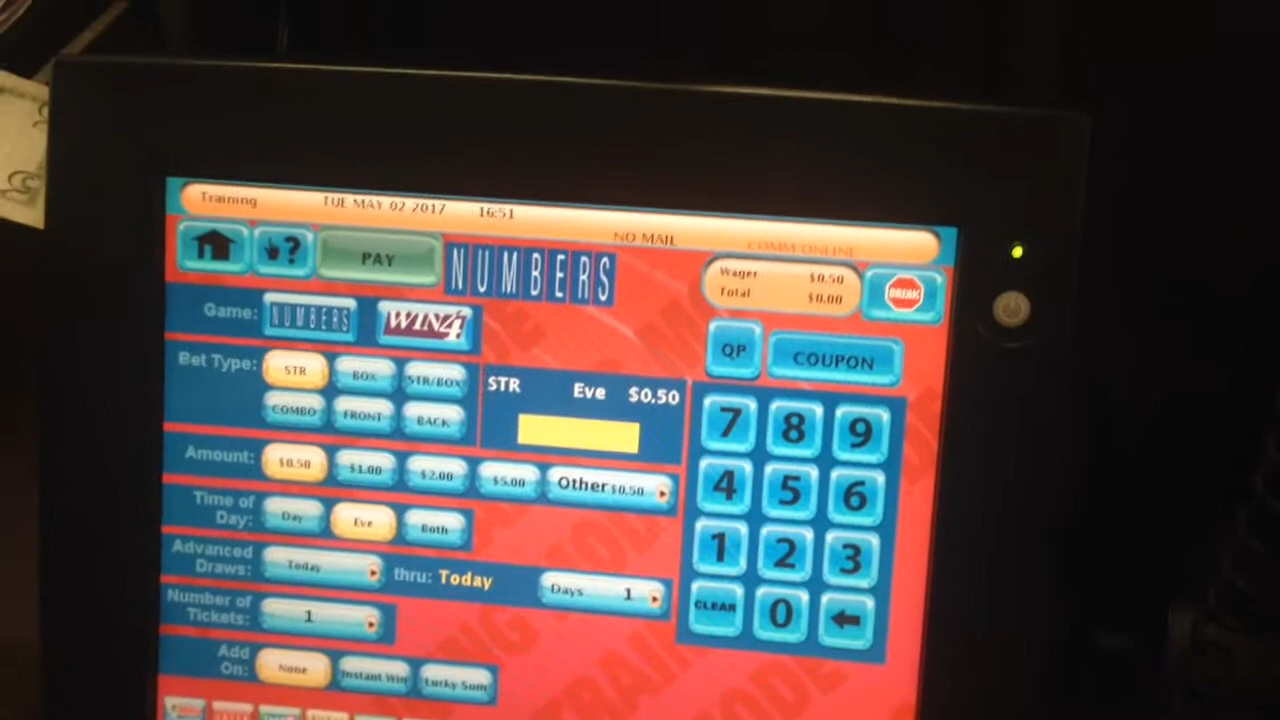 Training TUE MAY 02 2017 16:51
NO MAIL COMM ONLINE
? PAY NUMBERS
Wager $0.50
Total $0.00
BREAK
Game: NUMBERS WIN4
QP COUPON
Bet Type: STR BOX STR/BOX
COMBO FRONT BACK
STR Eve $0.50
7 8 9
4 5 6
1 2 3
CLEAR 0
Amount: $0.50 $1.00 $2.00 $5.00 Other $0.50
Time of
Day: Day Eve Both
Advanced
Draws: Today thru: Today Days 1
Number of
Tickets: 1
Add
On: None Instant Win Lucky Sum